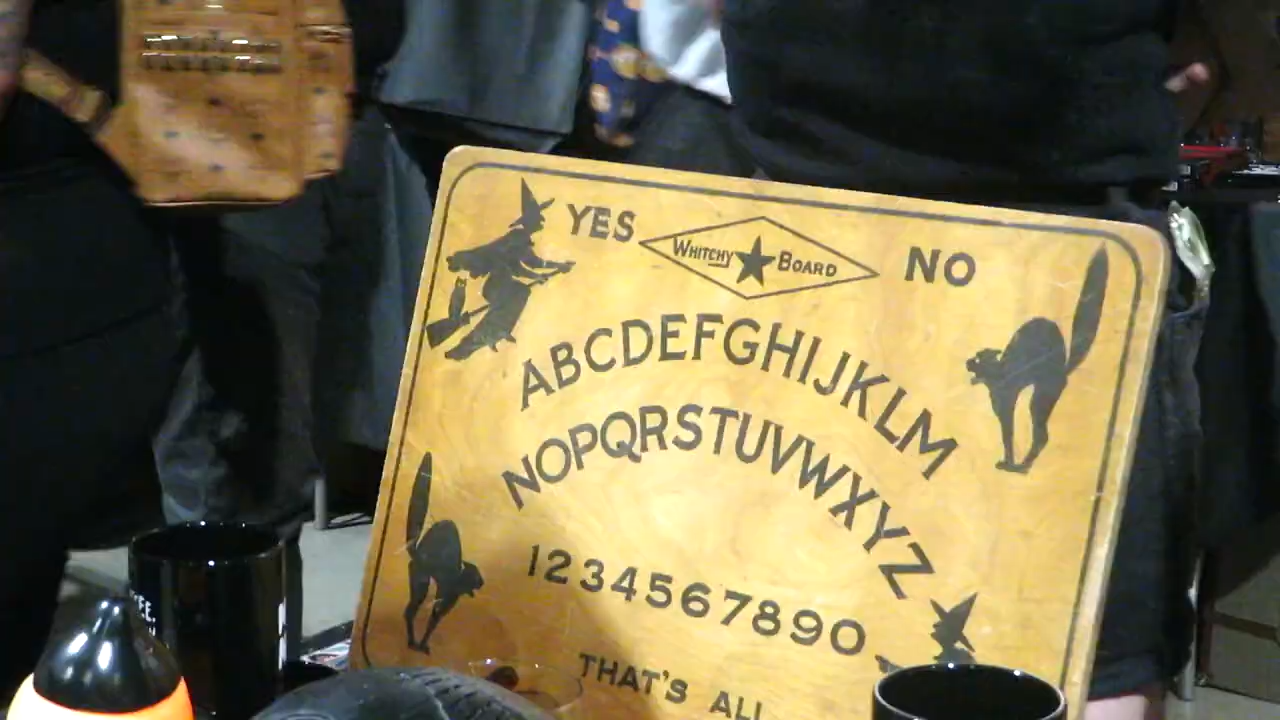 YES WHITCHY BOARD NO
ABCDEFGHIJKLM
NOPQRSTUVWXYZ
1234567890
THAT'S ALL